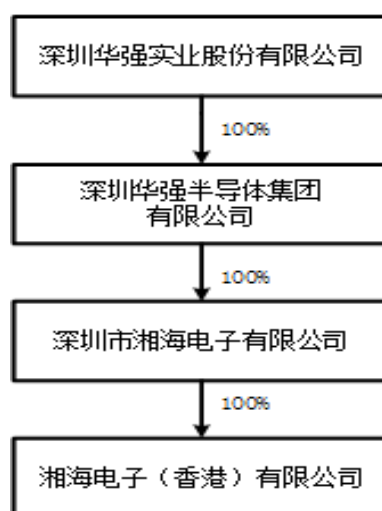 深圳华强实业股份有限公司
100%
深圳华强半导体集团
有限公司
100%
深圳市湘海电子有限公司
100%
湘海电子（香港）有限公司